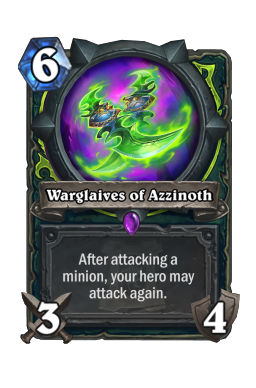 6
Warglaives of Azzinoth
After attacking a
minion, your hero may
attack again.
3 4